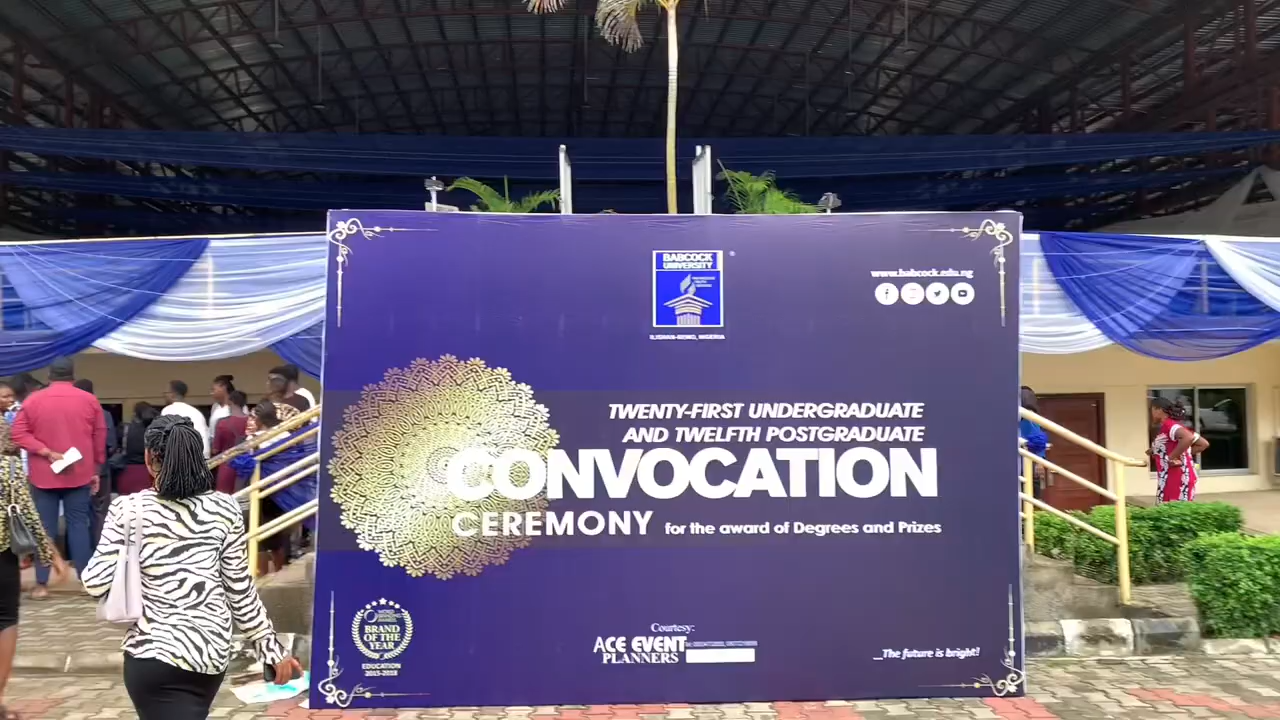 BABCOCK
UNIVERSITY
ILISHAN-REMO, NIGERIA
www.babcock.edu.ng
TWENTY-FIRST UNDERGRADUATE
AND TWELFTH POSTGRADUATE
CONVOCATION
CEREMONY for the award of Degrees and Prizes
BRAND
OF THE
YEAR
EDUCATION
2015-2018
Courtesy:
ACE EVENT
PLANNERS
_The future is bright!